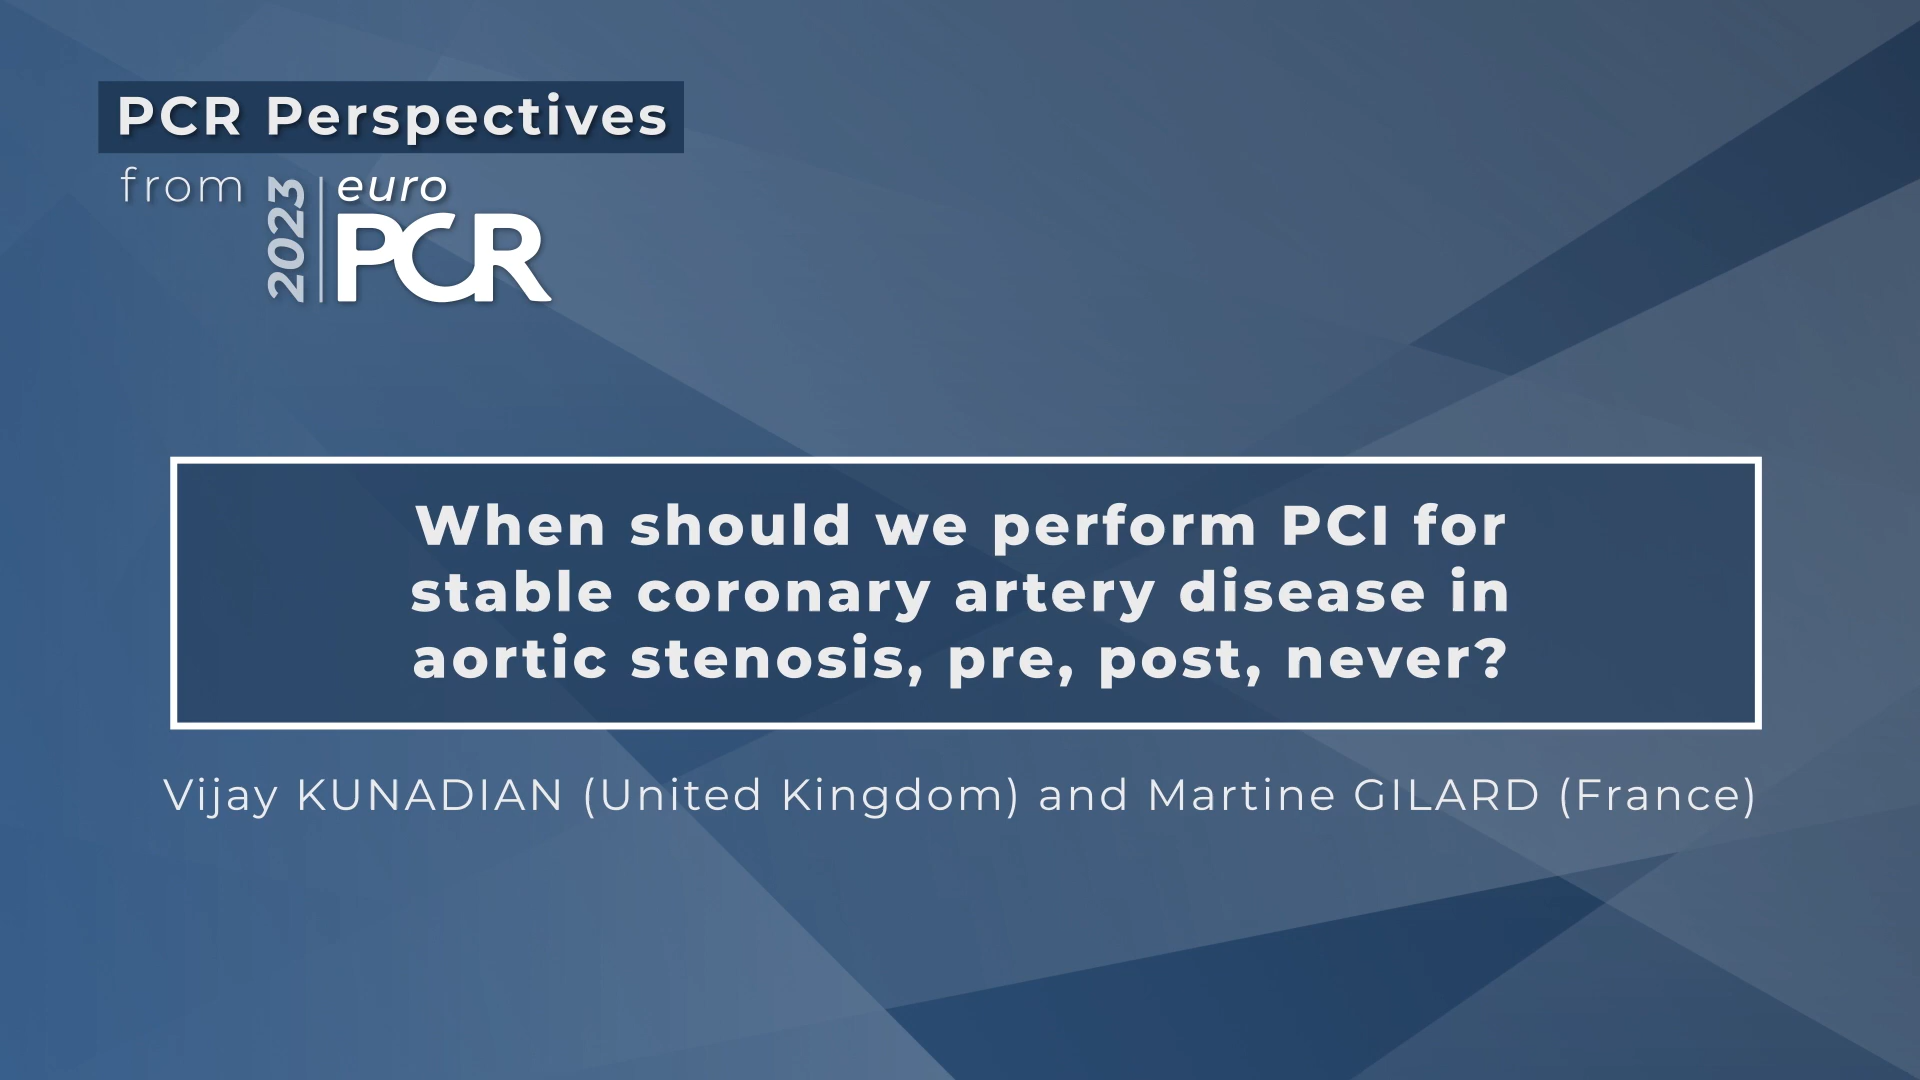 PCR Perspectives
from 2023 euro
PCR
When should we perform PCI for
stable coronary artery disease in
aortic stenosis, pre, post, never?
Vijay KUNADIAN (United Kingdom) and Martine GILARD (France)